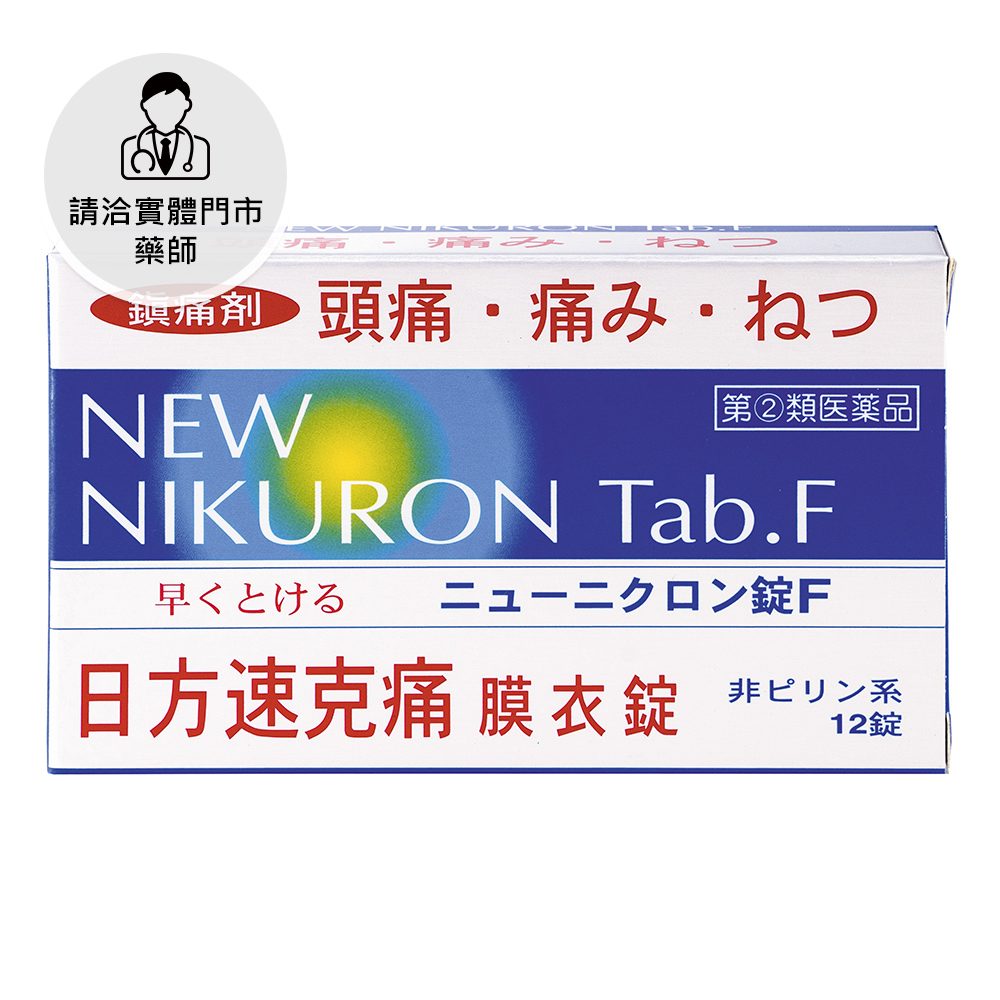 請洽實體門市
藥師
NEW NIKURON Tab.F
頭痛・痛み・ねつ
鎮痛剤
頭痛・痛み・ねつ
NEW
第②類医薬品
NIKURON Tab.F
早くとける
ニューニクロン錠F
日方速克痛 膜衣錠
非ピリン系
12錠